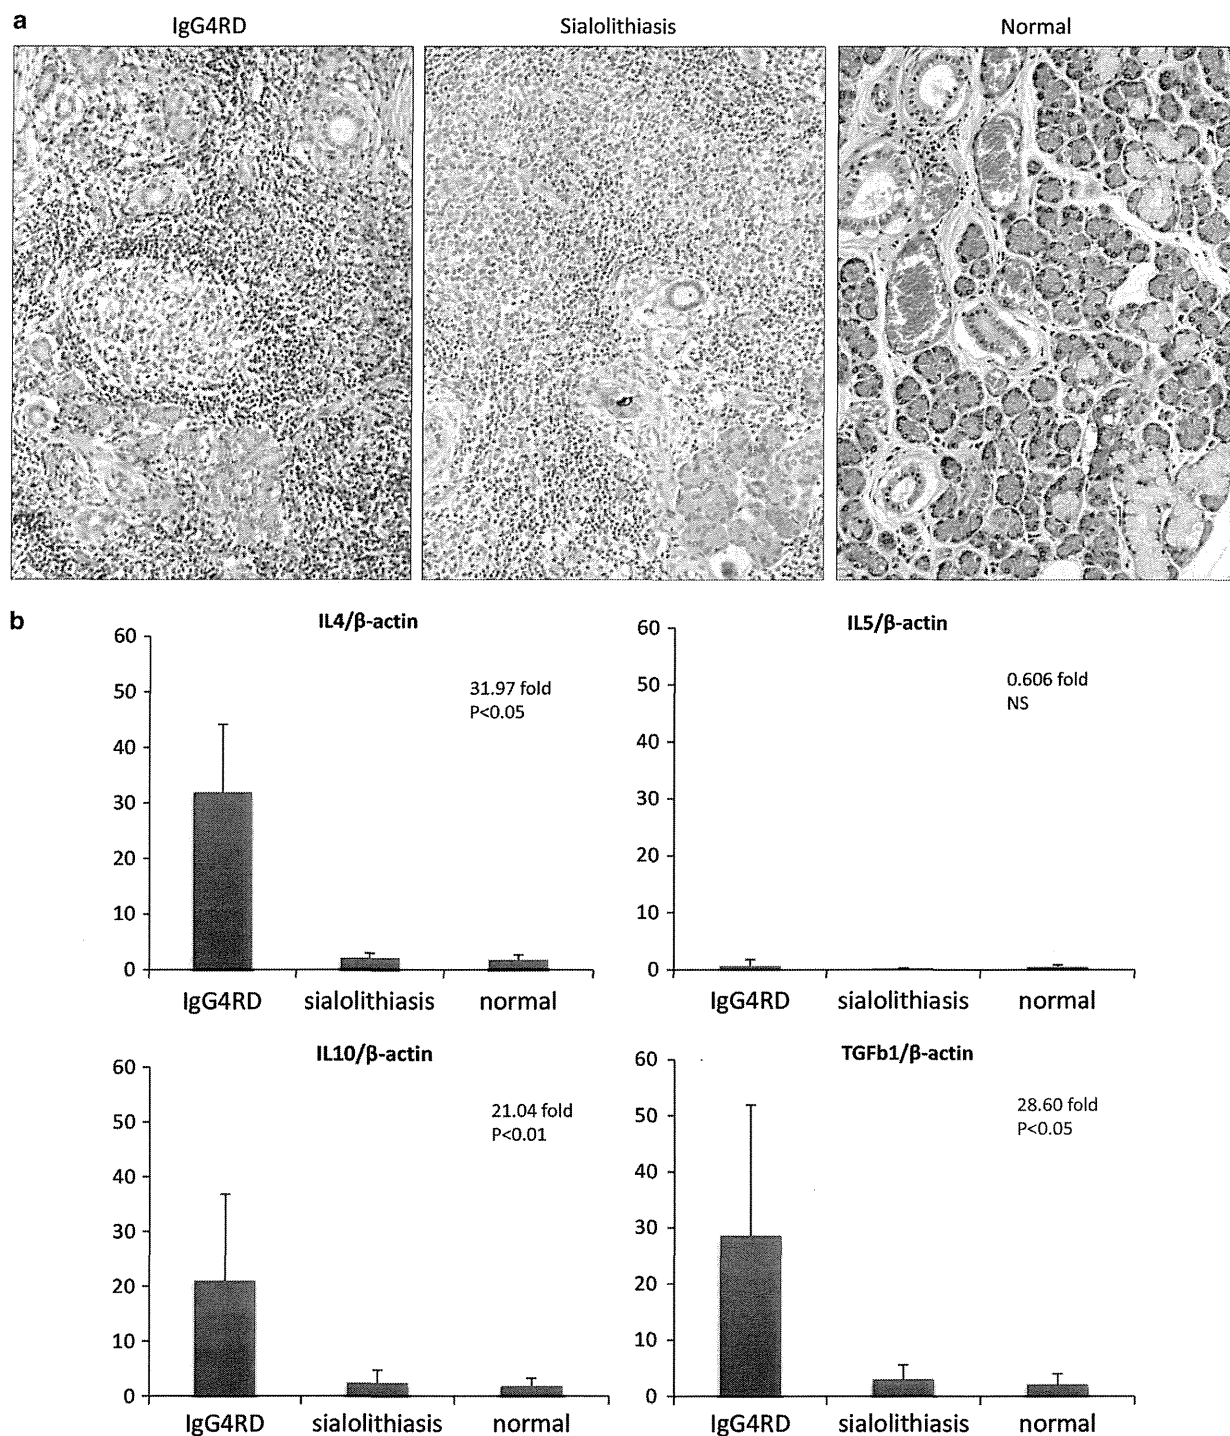 a
IgG4RD
Sialolithiasis
Normal
b
IL4/β-actin
60
50
40
30
20
10
0
31.97 fold
P<0.05
IgG4RD
sialolithiasis
normal
IL5/β-actin
60
50
40
30
20
10
0
0.606 fold
NS
IgG4RD
sialolithiasis
normal
IL10/β-actin
60
50
40
30
20
10
0
21.04 fold
P<0.01
IgG4RD
sialolithiasis
normal
TGFb1/β-actin
60
50
40
30
20
10
0
28.60 fold
P<0.05
IgG4RD
sialolithiasis
normal